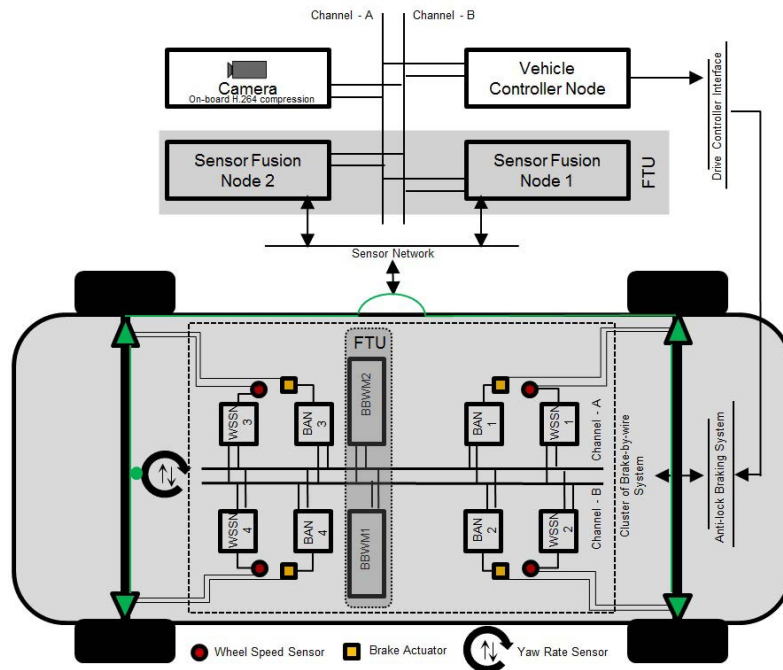 Channel - A
Channel - B
Camera
On-board H.264 compression
Vehicle
Controller Node
Drive Controller Interface
Sensor Fusion
Node 2
Sensor Fusion
Node 1
FTU
Sensor Network
FTU
BBWM2
WSSN
3
BAN
3
BAN
1
WSSN
1
Channel - A
Channel - B
Cluster of Brake-by-wire
System
Anti-lock Braking System
WSSN
4
BAN
4
BBWM1
BAN
2
WSSN
2
Wheel Speed Sensor
Brake Actuator
Yaw Rate Sensor